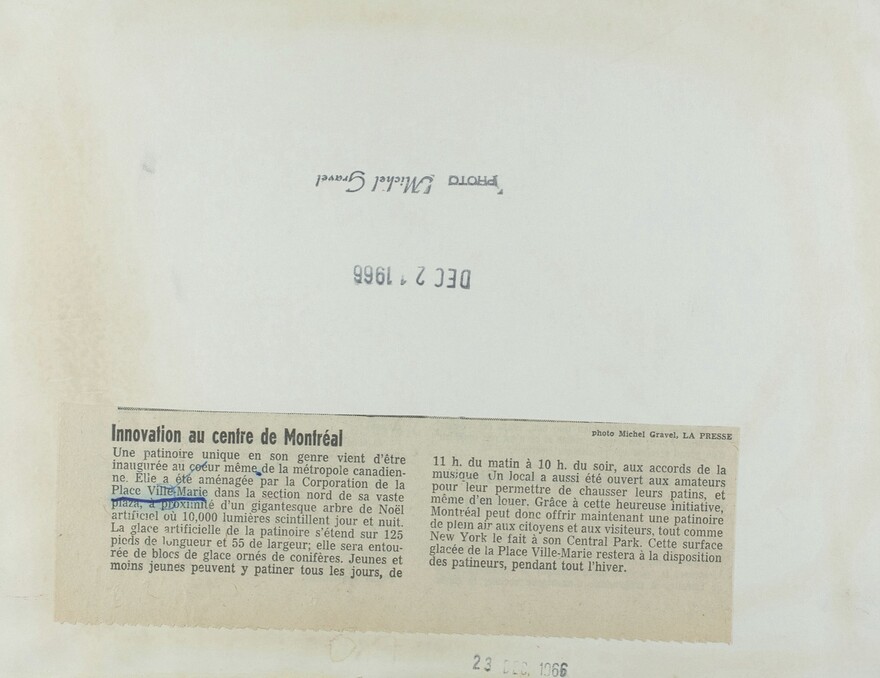 PHOTO Michel Gravel
DEC 21 1966
Innovation au centre de Montréal
photo Michel Gravel, LA PRESSE
Une patinoire unique en son genre vient d'être
inaugurée au cœur même de la métropole canadien-
ne. Elle a été aménagée par la Corporation de la
Place Ville-Marie dans la section nord de sa vaste
plaza, à proximité d'un gigantesque arbre de Noël
artificiel où 10,000 lumières scintillent jour et nuit.
La glace artificielle de la patinoire s'étend sur 125
pieds de longueur et 55 de largeur; elle sera entou-
rée de blocs de glace ornés de conifères. Jeunes et
moins jeunes peuvent y patiner tous les jours, de
11 h. du matin à 10 h. du soir, aux accords de la
musique Un local a aussi été ouvert aux amateurs
pour leur permettre de chausser leurs patins, et
même d'en louer. Grâce à cette heureuse initiative,
Montréal peut donc offrir maintenant une patinoire
de plein air aux citoyens et aux visiteurs, tout comme
New York le fait à son Central Park. Cette surface
glacée de la Place Ville-Marie restera à la disposition
des patineurs, pendant tout l'hiver.
23 DEC. 1966